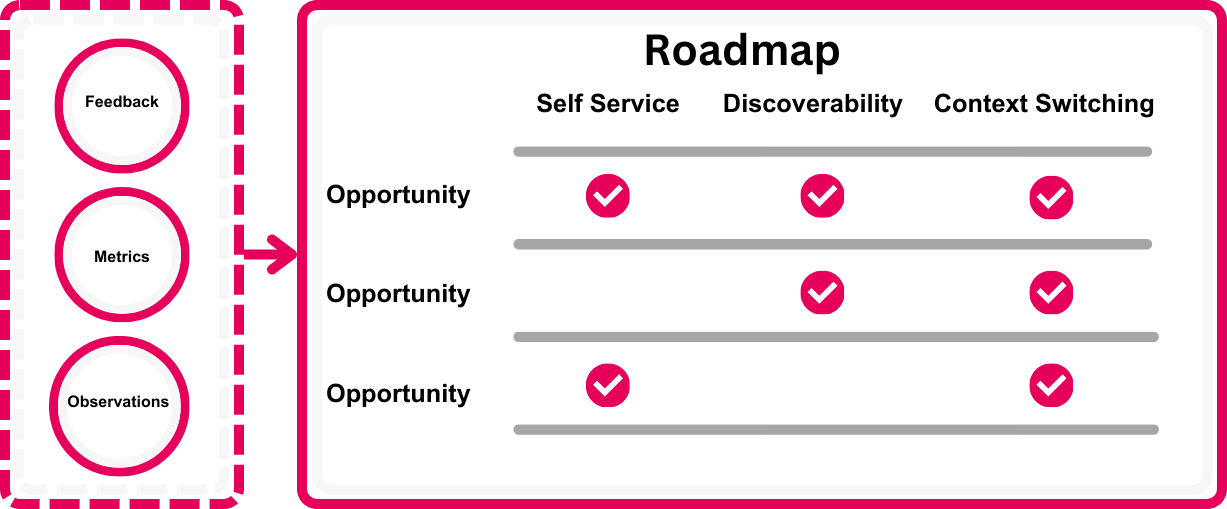 Feedback
Metrics
Observations
Roadmap
Self Service Discoverability Context Switching
Opportunity
Opportunity
Opportunity